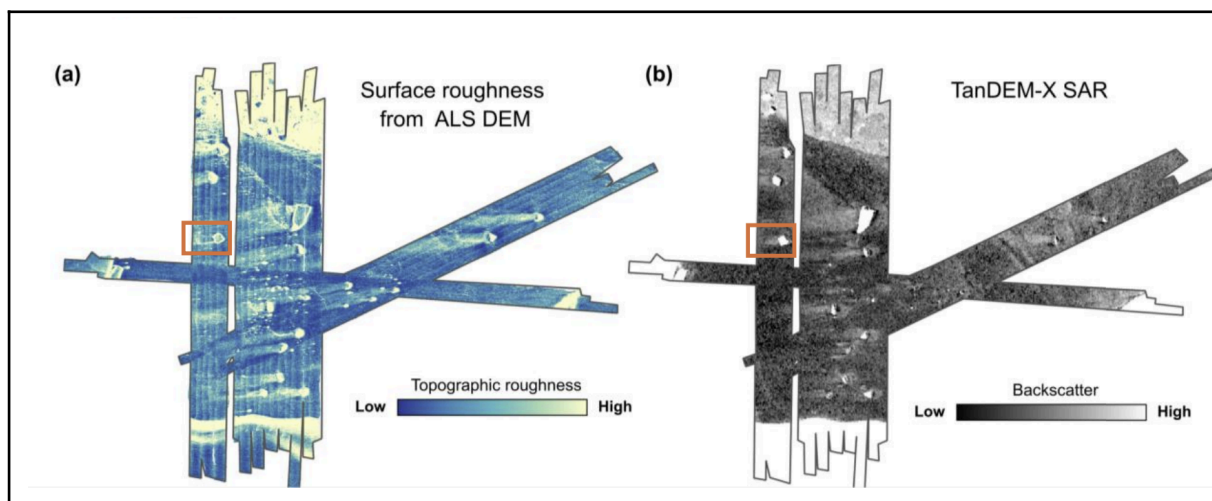 (a)
Surface roughness
from ALS DEM
Topographic roughness
Low
High
(b)
TanDEM-X SAR
Backscatter
Low
High